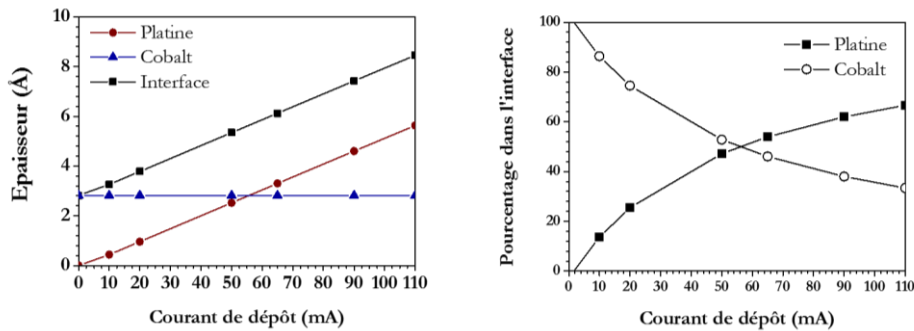 10
8
6
4
2
0
Epaisseur (Å)
Platine
Cobalt
Interface
0 10 20 30 40 50 60 70 80 90 100 110
Courant de dépôt (mA)
100
80
60
40
20
0
Pourcentage dans l'interface
Platine
Cobalt
0 10 20 30 40 50 60 70 80 90 100 110
Courant de dépôt (mA)